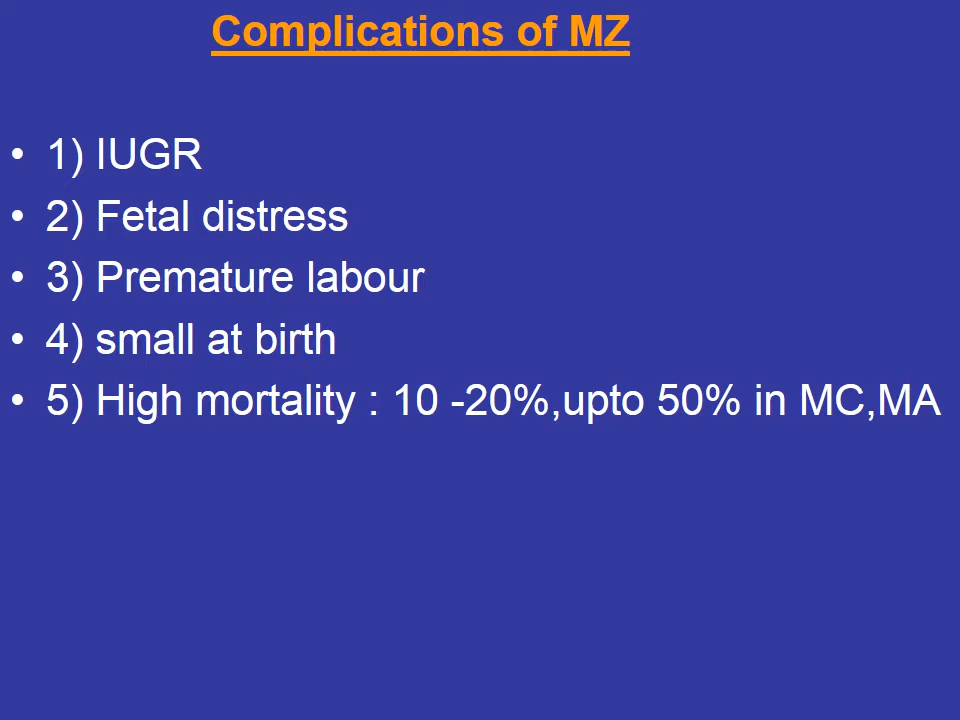 Complications of MZ
• 1) IUGR
• 2) Fetal distress
• 3) Premature labour
• 4) small at birth
• 5) High mortality : 10 -20%,upto 50% in MC,MA